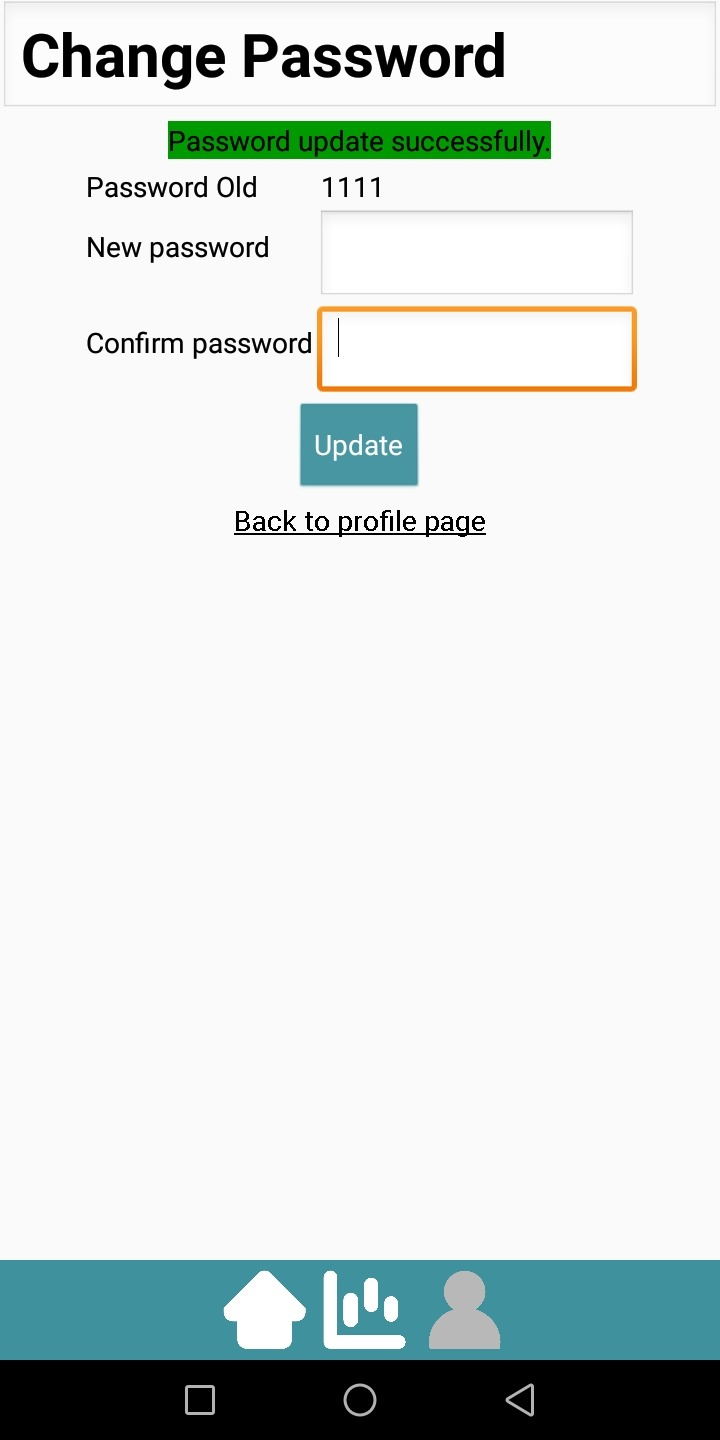 Change Password
Password update successfully.
Password Old 1111
New password
Confirm password
Update
Back to profile page